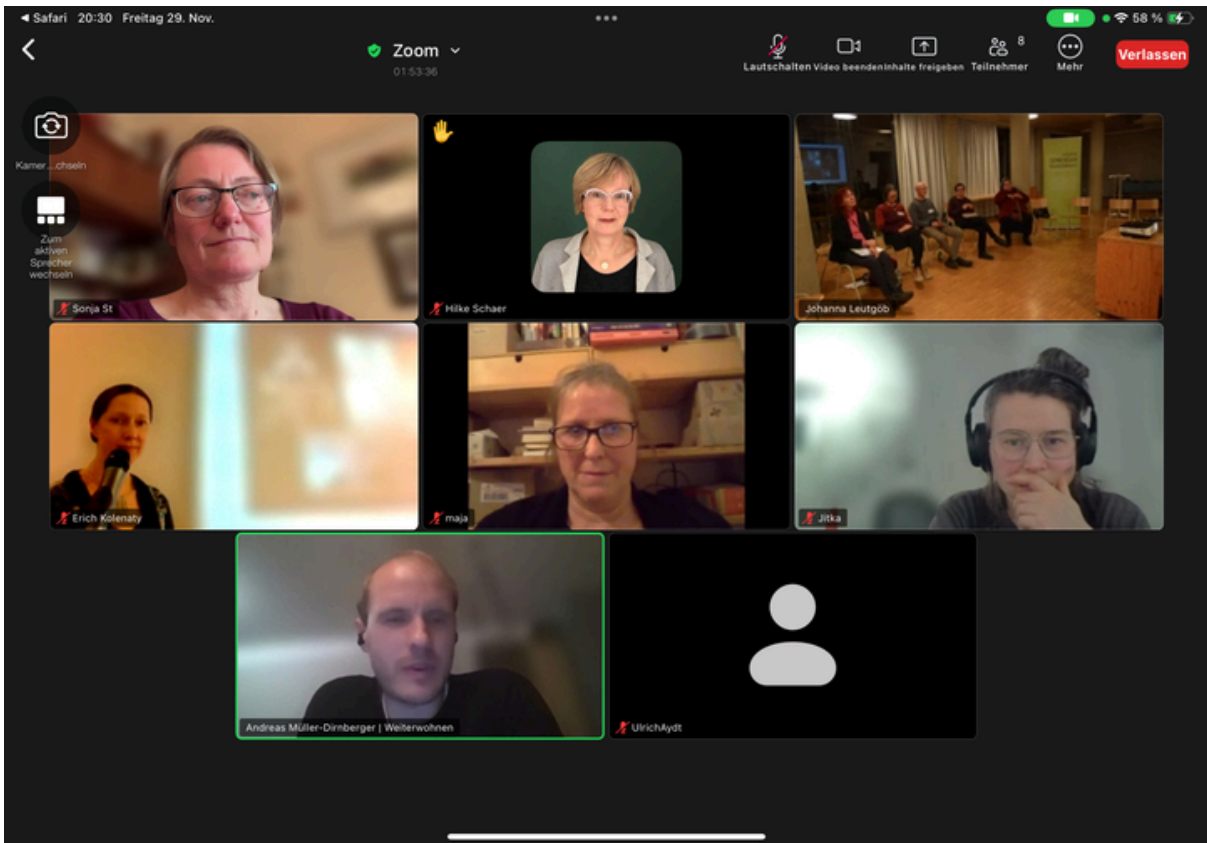 ◀ Safari 20:30 Freitag 29. Nov.
58 %
Zoom
01:53:36
Lautschalten Video beenden Inhalte freigeben Teilnehmer 8 Mehr Verlassen
Kamer...chseln
Zum
aktiven
Sprecher
wechseln
Sonja St
Hilke Schaer
Johanna Leutgöb
Erich Kolenaty
maja
Jitka
Andreas Müller-Dirnberger | Weiterwohnen
UlrichAydt